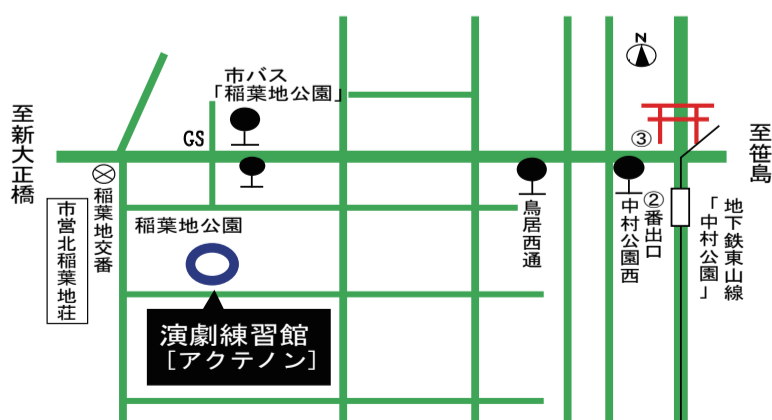 市バス
「稲葉地公園」
N
至新大正橋
GS
③
至笹島
稲葉地交番
市営北稲葉地荘
稲葉地公園
鳥居西通
中村公園西
②番出口
地下鉄東山線
「中村公園」
演劇練習館
[アクテノン]